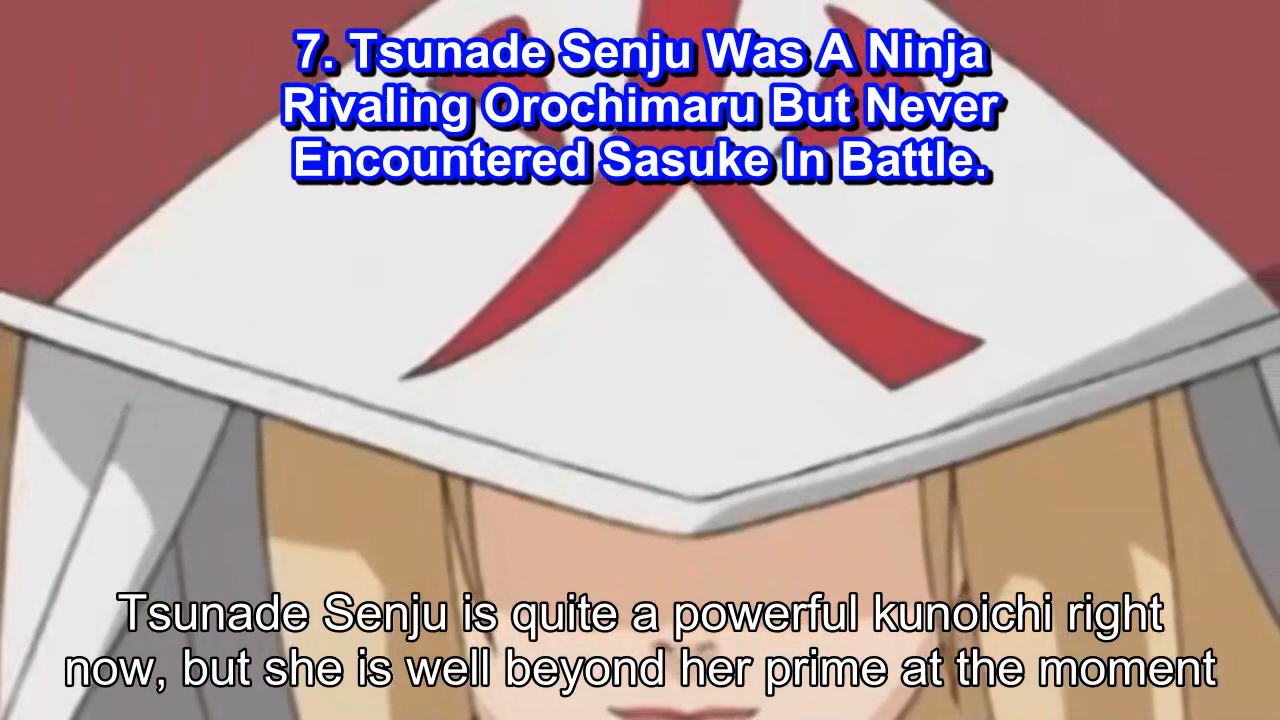 7. Tsunade Senju Was A Ninja
Rivaling Orochimaru But Never
Encountered Sasuke In Battle.
火
Tsunade Senju is quite a powerful kunoichi right
now, but she is well beyond her prime at the moment